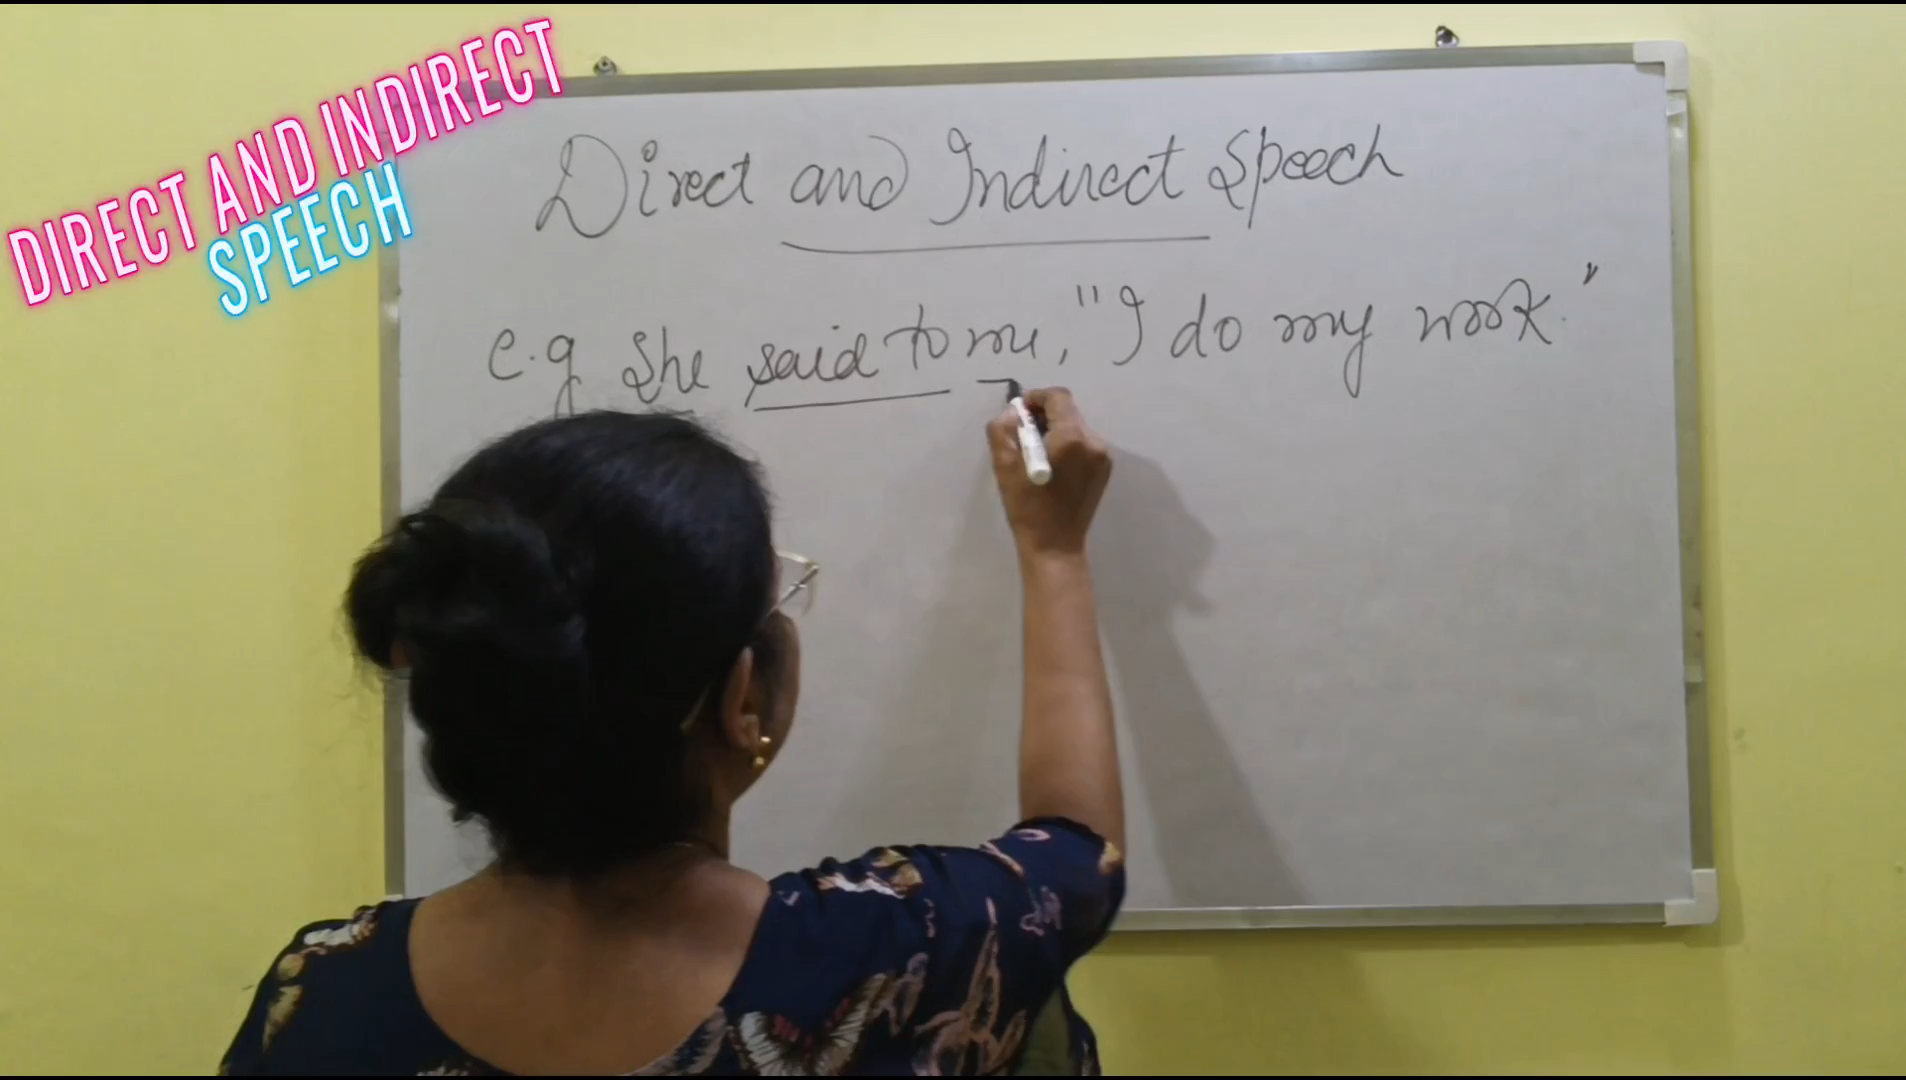 DIRECT AND INDIRECT
SPEECH
Direct and Indirect Speech
e.g She said to me, "I do my work."